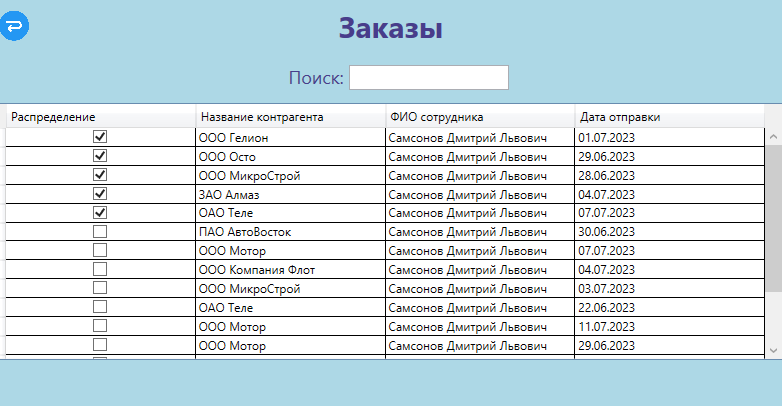 Заказы
Поиск:
Распределение Название контрагента ФИО сотрудника Дата отправки
ООО Гелион Самсонов Дмитрий Львович 01.07.2023
ООО Осто Самсонов Дмитрий Львович 29.06.2023
ООО МикроСтрой Самсонов Дмитрий Львович 28.06.2023
ЗАО Алмаз Самсонов Дмитрий Львович 04.07.2023
ОАО Теле Самсонов Дмитрий Львович 07.07.2023
ПАО АвтоВосток Самсонов Дмитрий Львович 30.06.2023
ООО Мотор Самсонов Дмитрий Львович 07.07.2023
ООО Компания Флот Самсонов Дмитрий Львович 04.07.2023
ООО МикроСтрой Самсонов Дмитрий Львович 03.07.2023
ОАО Теле Самсонов Дмитрий Львович 22.06.2023
ООО Мотор Самсонов Дмитрий Львович 11.07.2023
ООО Мотор Самсонов Дмитрий Львович 29.06.2023